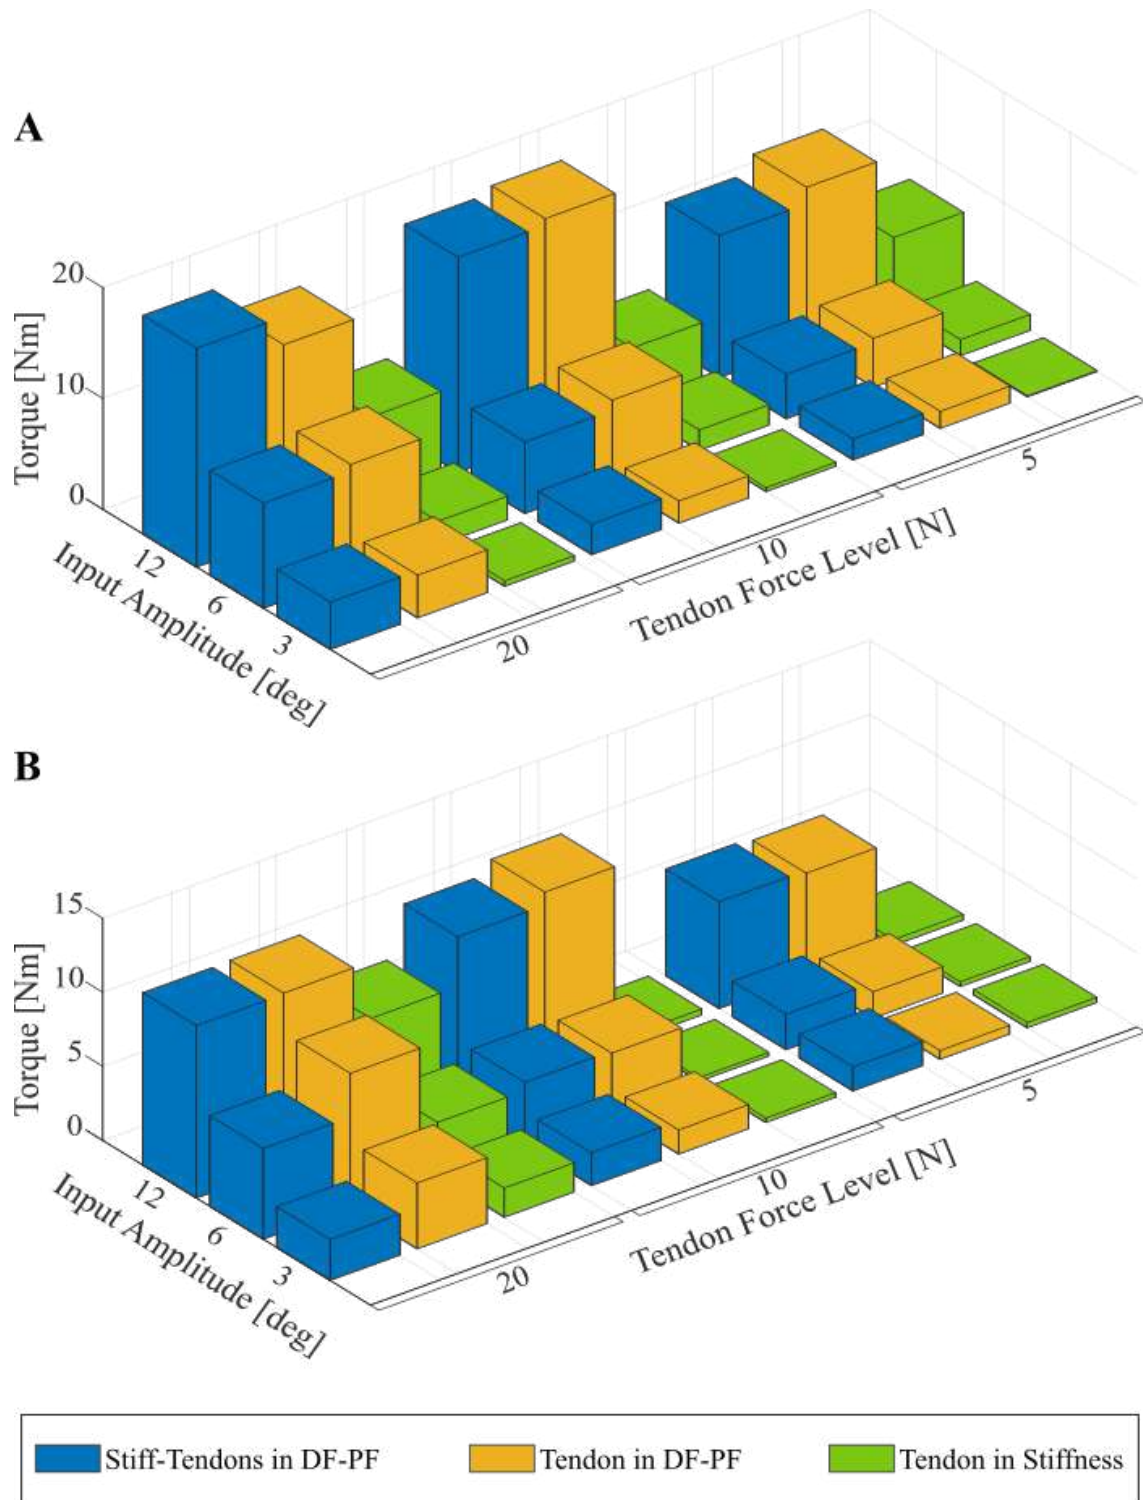 A
20
10
0
Torque [Nm]
12
6
3
Input Amplitude [deg]
20
10
5
Tendon Force Level [N]
B
15
10
5
0
Torque [Nm]
12
6
3
Input Amplitude [deg]
20
10
5
Tendon Force Level [N]
Stiff-Tendons in DF-PF
Tendon in DF-PF
Tendon in Stiffness